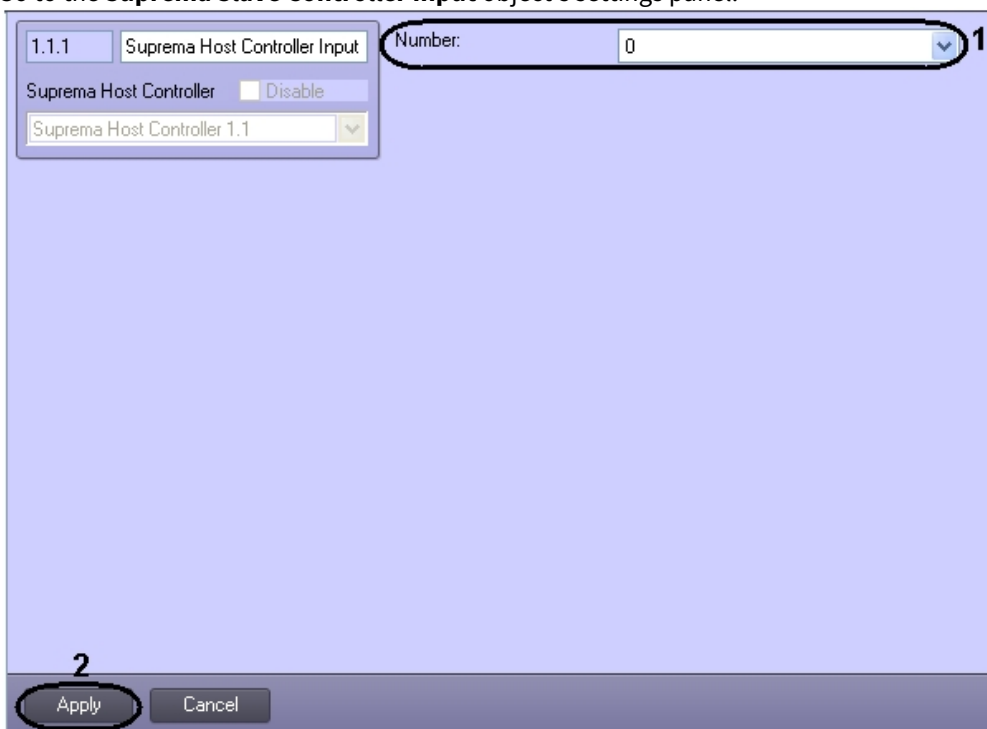 Go to the Suprema Slave Controller Input object's settings panel.
1.1.1 Suprema Host Controller Input Number: 0 1
Suprema Host Controller Disable
Suprema Host Controller 1.1
2
Apply Cancel